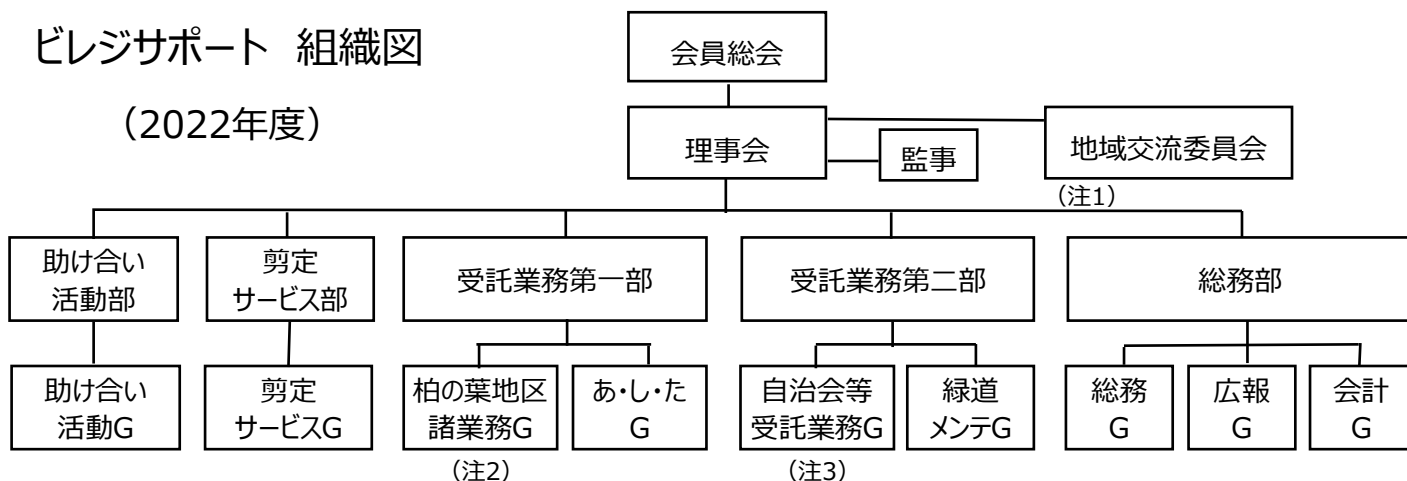 ビレジサポート 組織図
(2022年度)
会員総会
理事会
監事
地域交流委員会
(注1)
助け合い
活動部
剪定
サービス部
受託業務第一部
受託業務第二部
総務部
助け合い
活動G
剪定
サービスG
柏の葉地区
諸業務G
あ・し・た
G
自治会等
受託業務G
緑道
メンテG
総務
G
広報
G
会計
G
(注2)
(注3)